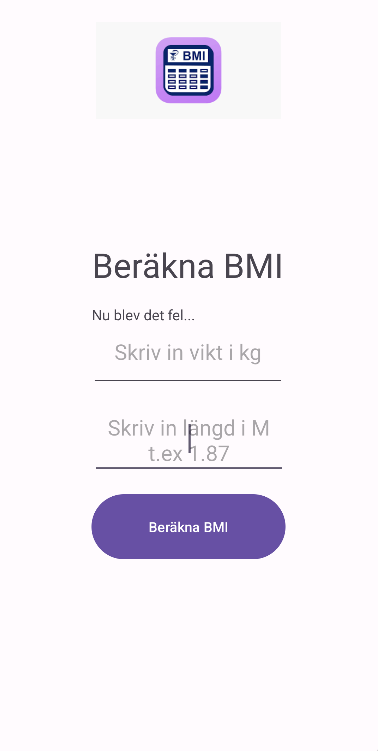 BMI
Beräkna BMI
Nu blev det fel...
Skriv in vikt i kg
Skriv in längd i M
t.ex 1.87
Beräkna BMI